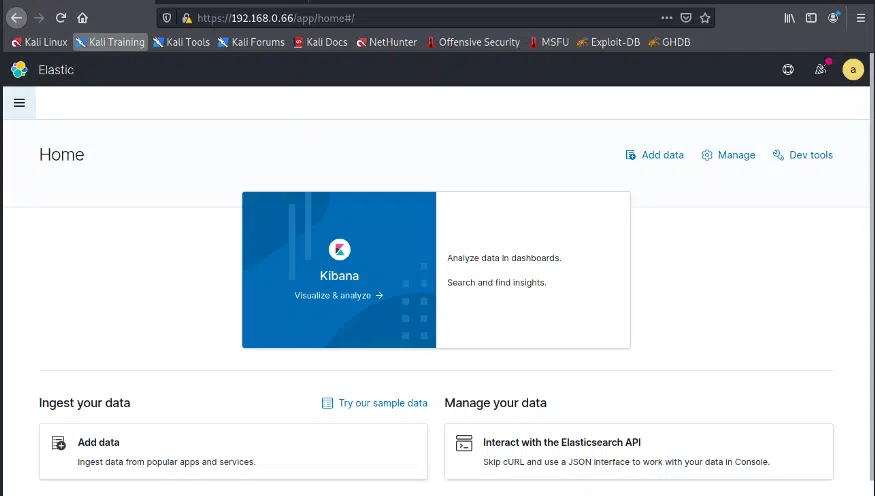 https://192.168.0.66/app/home#/
Kali Linux Kali Training Kali Tools Kali Forums Kali Docs NetHunter Offensive Security MSFU Exploit-DB GHDB
Elastic a
Home Add data Manage Dev tools
Kibana
Visualize & analyze →
Analyze data in dashboards.
Search and find insights.
Ingest your data Try our sample data Manage your data
Add data
Ingest data from popular apps and services.
Interact with the Elasticsearch API
Skip cURL and use a JSON interface to work with your data in Console.